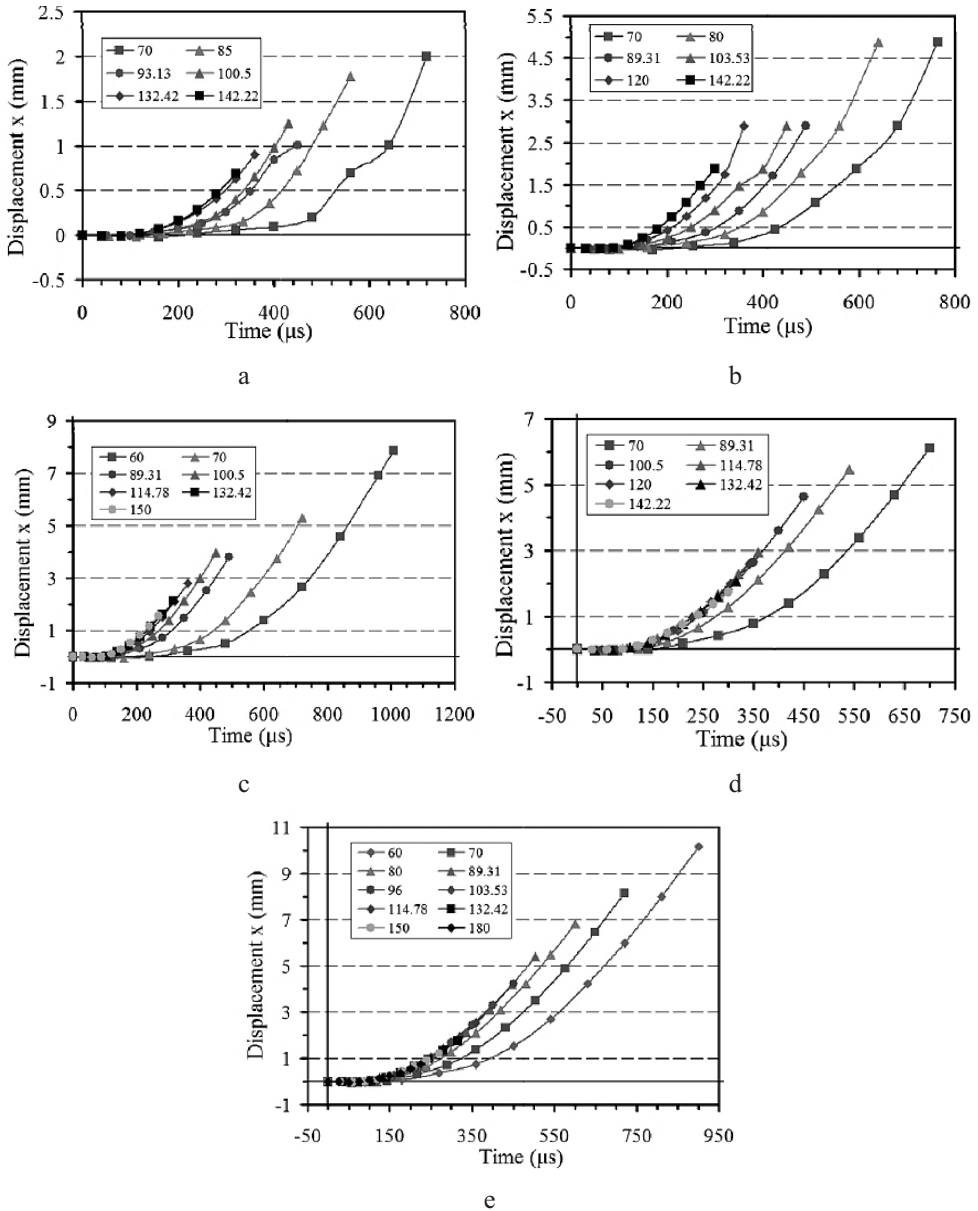 2.5
2
1.5
1
0.5
0
-0.5
Displacement x (mm)
70 85
93.13 100.5
132.42 142.22
0 200 400 600 800
Time (µs)
a
5.5
4.5
3.5
2.5
1.5
0.5
-0.5
Displacement x (mm)
70 80
89.31 103.53
120 142.22
0 200 400 600 800
Time (µs)
b
9
7
5
3
1
-1
Displacement x (mm)
60 70
89.31 100.5
114.78 132.42
150
0 200 400 600 800 1000 1200
Time (µs)
c
7
5
3
1
-1
Displacement x (mm)
70 89.31
100.5 114.78
120 132.42
142.22
-50 50 150 250 350 450 550 650 750
Time (µs)
d
11
9
7
5
3
1
-1
Displacement x (mm)
60 70
80 89.31
96 103.53
114.78 132.42
150 180
-50 150 350 550 750 950
Time (µs)
e